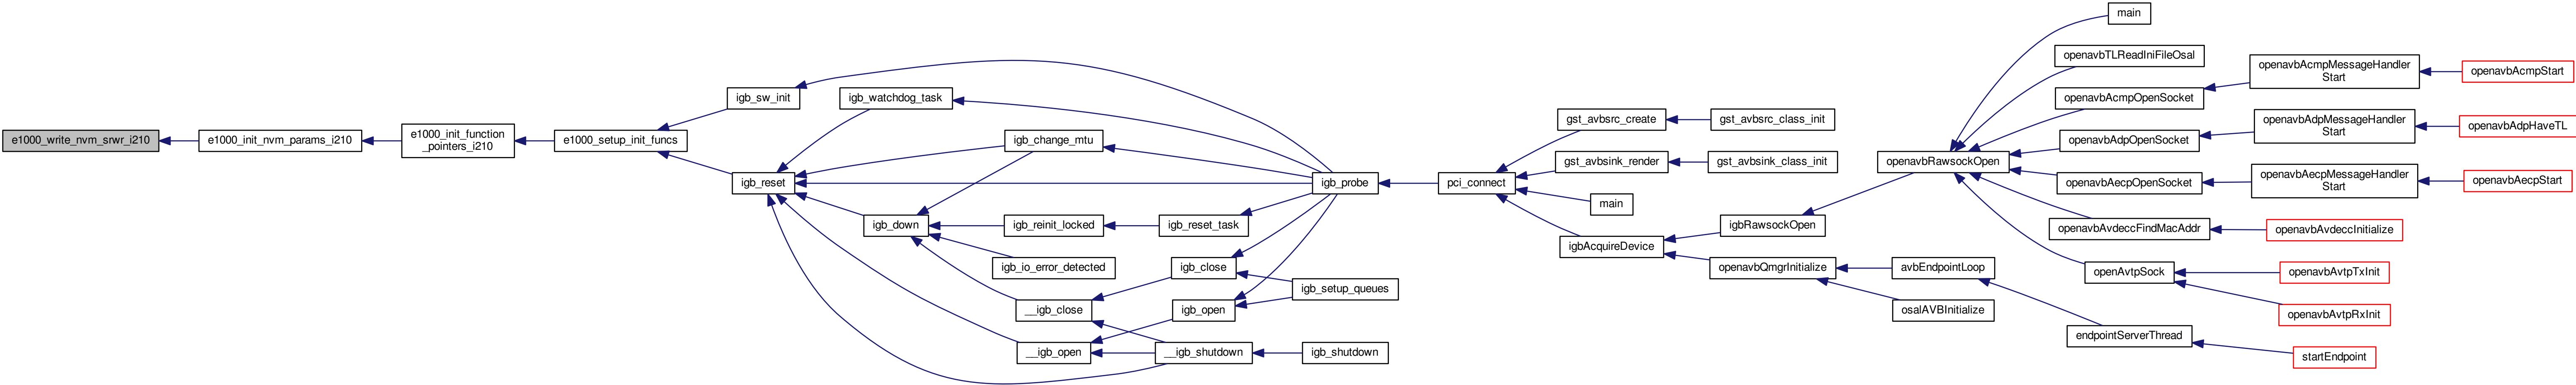 e1000_write_nvm_srwr_i210
e1000_init_nvm_params_i210
e1000_init_function
_pointers_i210
e1000_setup_init_funcs
igb_sw_init
igb_reset
igb_watchdog_task
igb_change_mtu
igb_down
igb_reinit_locked
igb_reset_task
igb_io_error_detected
igb_close
igb_setup_queues
__igb_close
igb_open
__igb_open
__igb_shutdown
igb_shutdown
igb_probe
pci_connect
gst_avbsrc_create
gst_avbsrc_class_init
gst_avbsink_render
gst_avbsink_class_init
main
igbAcquireDevice
igbRawsockOpen
openavbQmgrInitialize
avbEndpointLoop
osalAVBInitialize
endpointServerThread
startEndpoint
openavbRawsockOpen
main
openavbTLReadIniFileOsal
openavbAcmpOpenSocket
openavbAcmpMessageHandler
Start
openavbAcmpStart
openavbAdpOpenSocket
openavbAdpMessageHandler
Start
openavbAdpHaveTL
openavbAecpOpenSocket
openavbAecpMessageHandler
Start
openavbAecpStart
openavbAvdeccFindMacAddr
openavbAvdeccInitialize
openAvtpSock
openavbAvtpTxInit
openavbAvtpRxInit